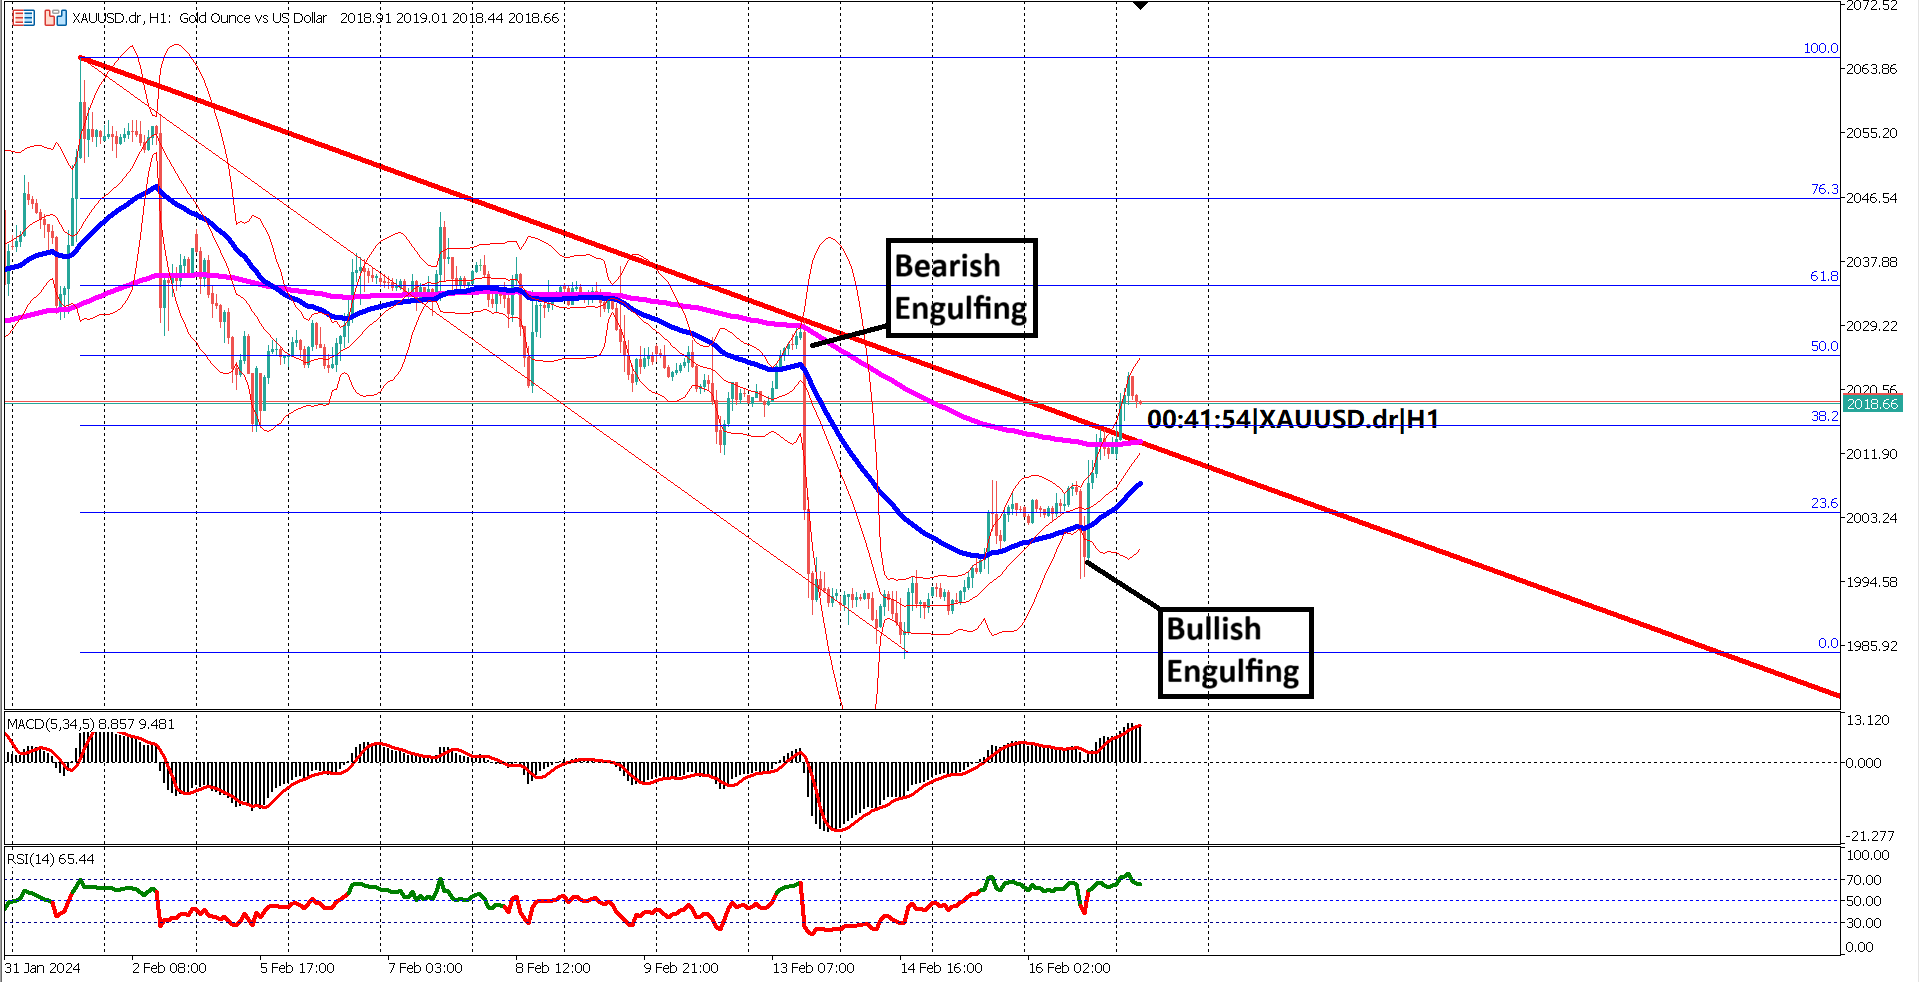 XAUUSD.dr, H1: Gold Ounce vs US Dollar 2018.91 2019.01 2018.44 2018.66
2072.52
100.0
2063.86
2055.20
76.3
2046.54
Bearish
Engulfing
2037.88
61.8
2029.22
50.0
2020.56
2018.66
38.2
00:41:54|XAUUSD.dr|H1
2011.90
23.6
2003.24
1994.58
Bullish
Engulfing
0.0
1985.92
MACD(5,34,5) 8.857 9.481
13.120
0.000
-21.277
RSI(14) 65.44
100.00
70.00
50.00
30.00
0.00
31 Jan 2024
2 Feb 08:00
5 Feb 17:00
7 Feb 03:00
8 Feb 12:00
9 Feb 21:00
13 Feb 07:00
14 Feb 16:00
16 Feb 02:00